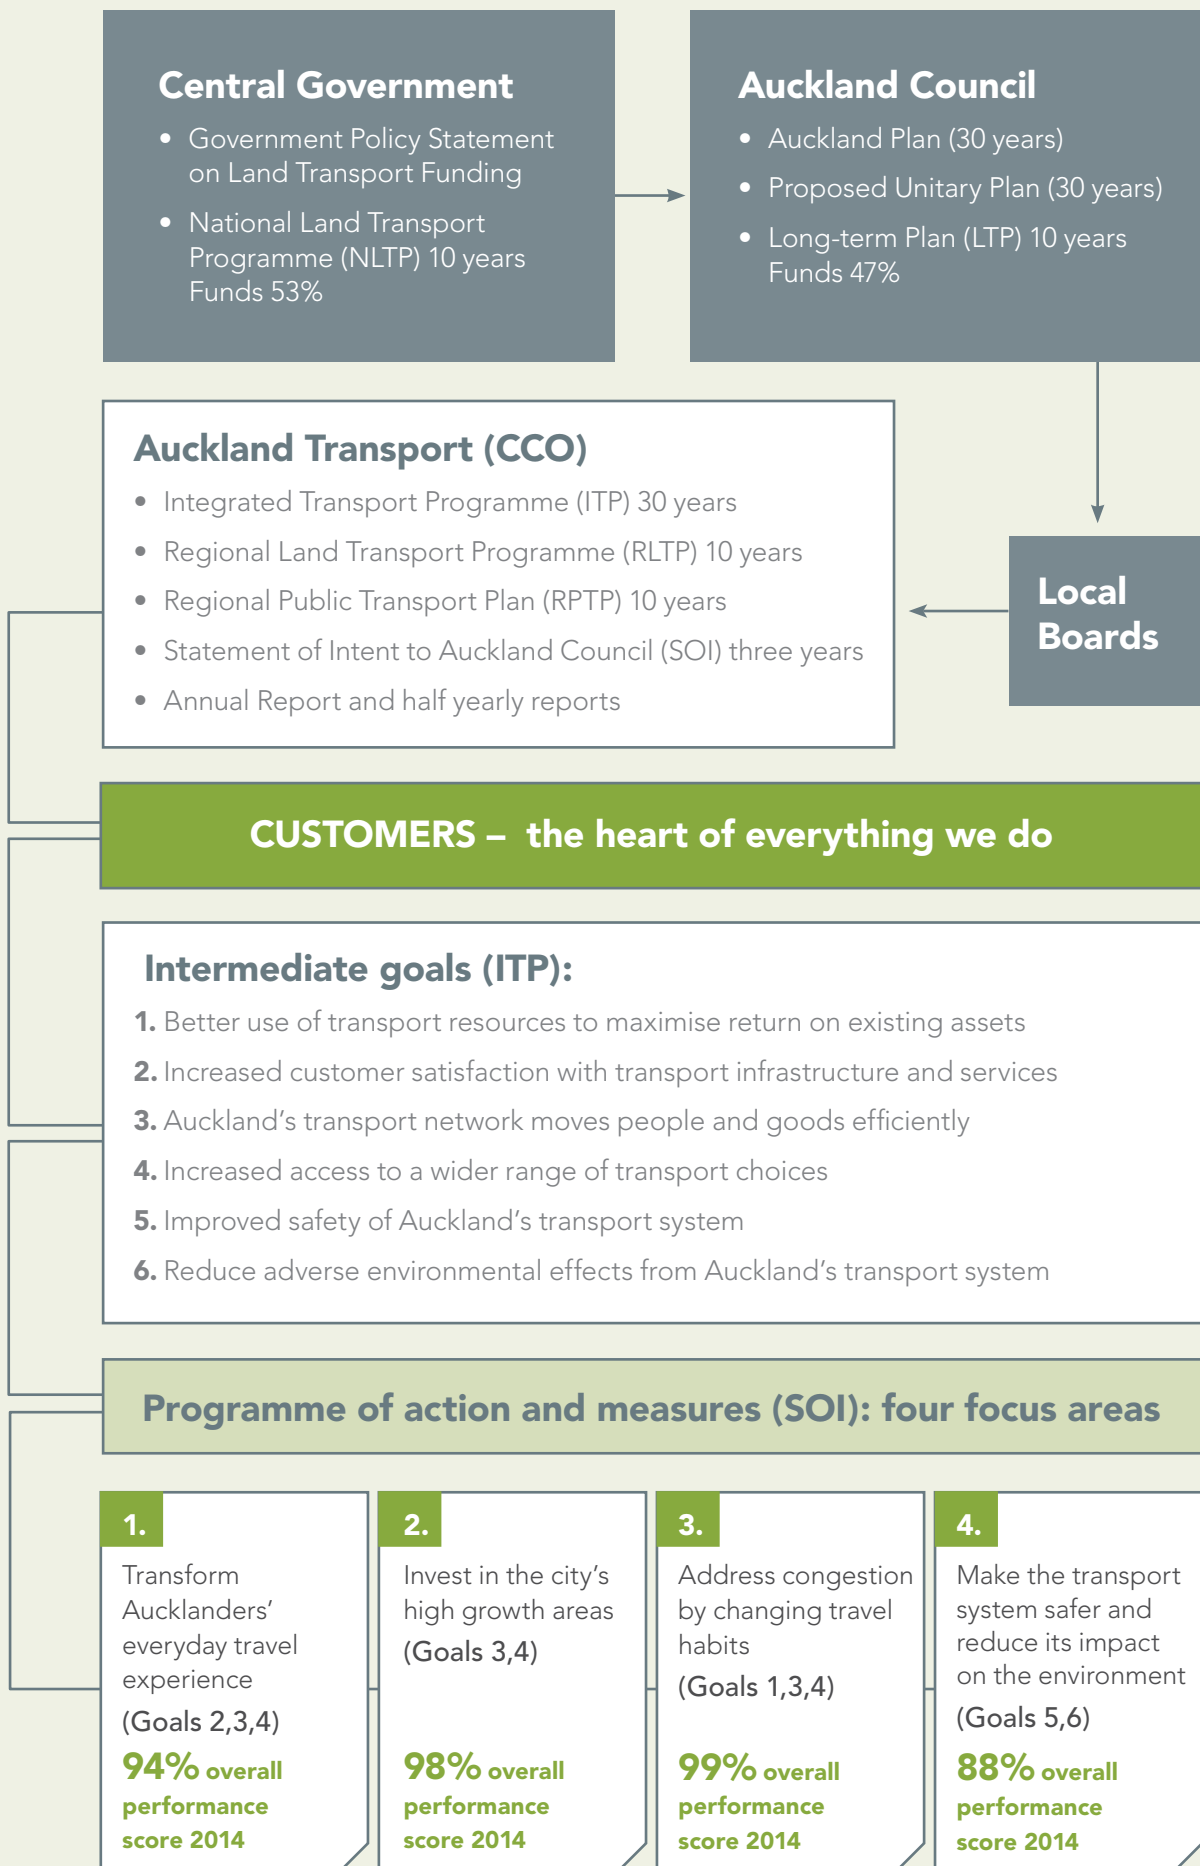 Central Government
• Government Policy Statement
on Land Transport Funding
• National Land Transport
Programme (NLTP) 10 years
Funds 53%
Auckland Council
• Auckland Plan (30 years)
• Proposed Unitary Plan (30 years)
• Long-term Plan (LTP) 10 years
Funds 47%
Auckland Transport (CCO)
• Integrated Transport Programme (ITP) 30 years
• Regional Land Transport Programme (RLTP) 10 years
• Regional Public Transport Plan (RPTP) 10 years
• Statement of Intent to Auckland Council (SOI) three years
• Annual Report and half yearly reports
Local
Boards
CUSTOMERS – the heart of everything we do
Intermediate goals (ITP):
1. Better use of transport resources to maximise return on existing assets
2. Increased customer satisfaction with transport infrastructure and services
3. Auckland’s transport network moves people and goods efficiently
4. Increased access to a wider range of transport choices
5. Improved safety of Auckland’s transport system
6. Reduce adverse environmental effects from Auckland’s transport system
Programme of action and measures (SOI): four focus areas
1.
Transform
Aucklanders’
everyday travel
experience
(Goals 2,3,4)
94% overall
performance
score 2014
2.
Invest in the city’s
high growth areas
(Goals 3,4)
98% overall
performance
score 2014
3.
Address congestion
by changing travel
habits
(Goals 1,3,4)
99% overall
performance
score 2014
4.
Make the transport
system safer and
reduce its impact
on the environment
(Goals 5,6)
88% overall
performance
score 2014